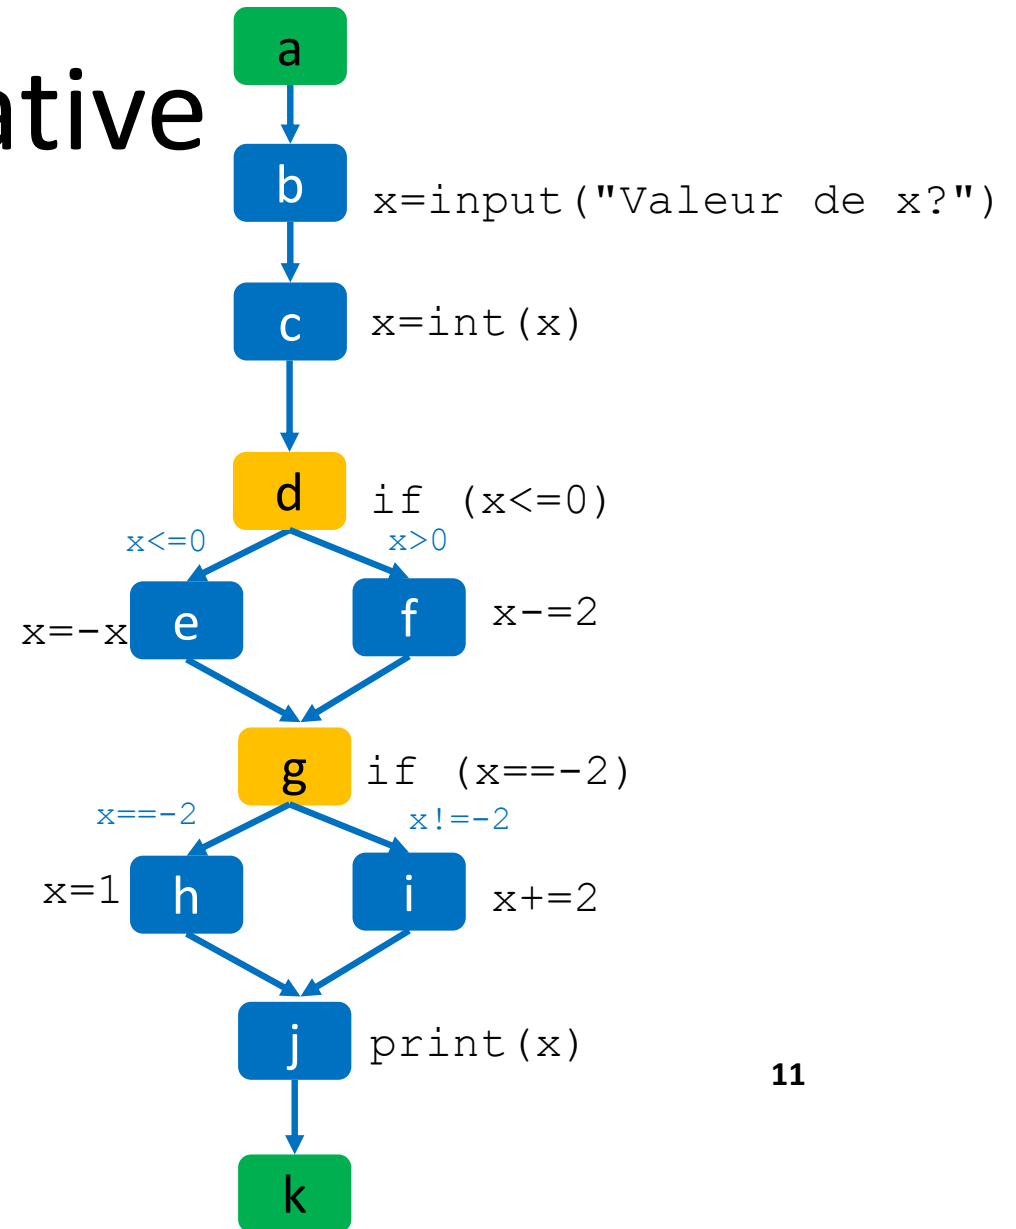 a
ative
b
x=input("Valeur de x?")
c
x=int(x)
d
if (x<=0)
x<=0
x>0
x=-x
e
f
x-=2
g
if (x==-2)
x==-2
x!=-2
x=1
h
i
x+=2
j
print(x)
11
k